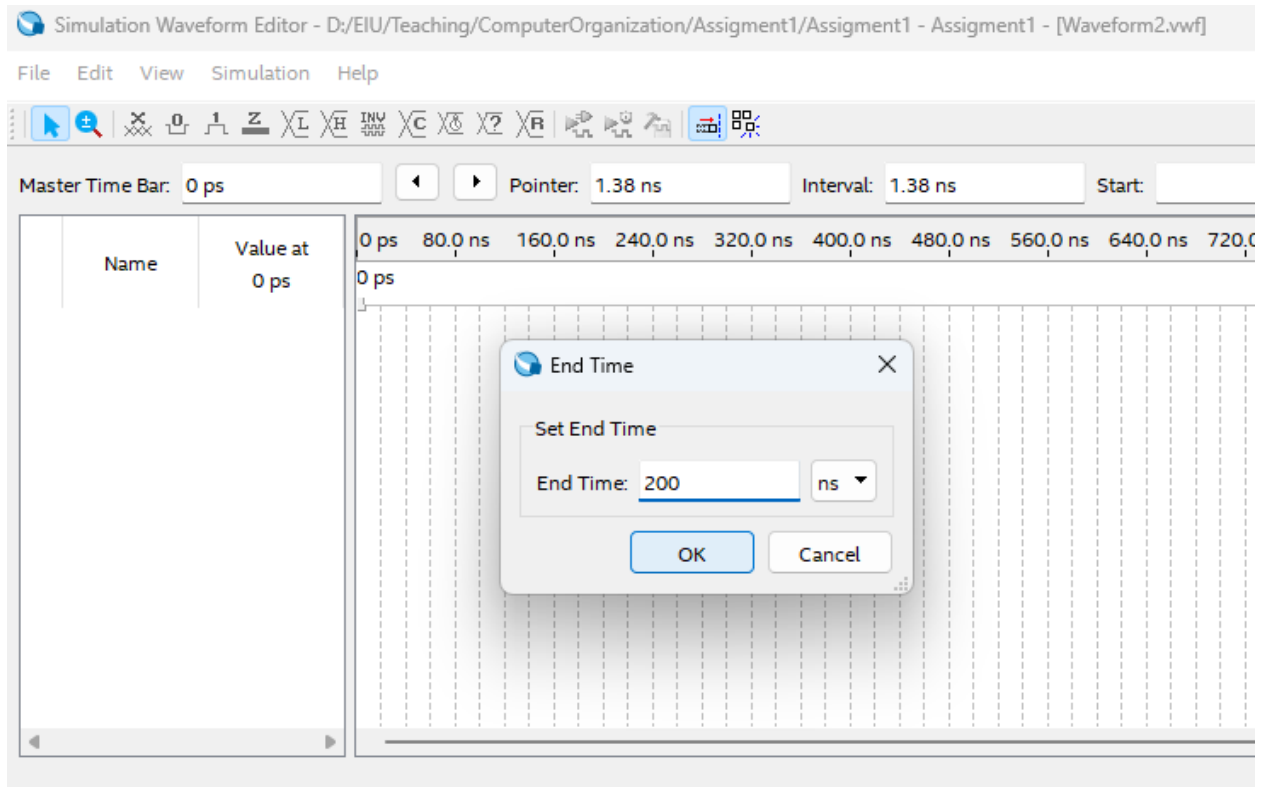 Simulation Waveform Editor - D:/EIU/Teaching/ComputerOrganization/Assigment1/Assigment1 - Assigment1 - [Waveform2.vwf]
File Edit View Simulation Help
X 0 1 Z L H INV C ? R
Master Time Bar: 0 ps Pointer: 1.38 ns Interval: 1.38 ns Start:
Name Value at
0 ps
0 ps 80.0 ns 160.0 ns 240.0 ns 320.0 ns 400.0 ns 480.0 ns 560.0 ns 640.0 ns
0 ps
End Time
Set End Time
End Time: 200 ns
OK Cancel